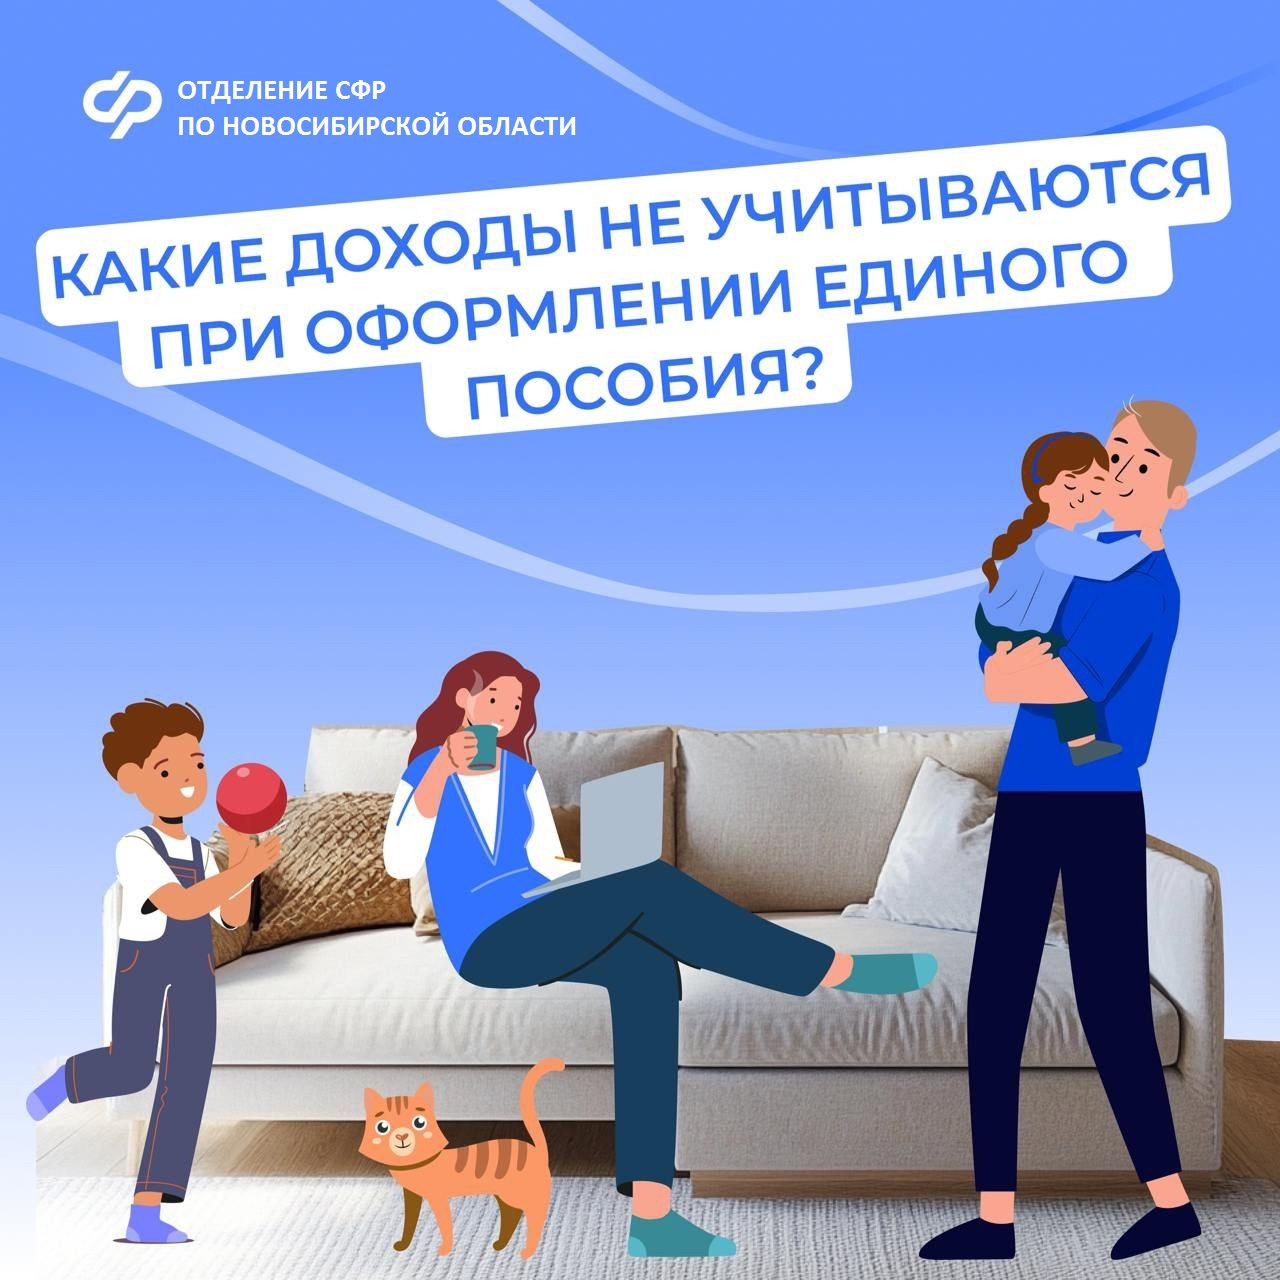 ОТДЕЛЕНИЕ СФР
ПО НОВОСИБИРСКОЙ ОБЛАСТИ
КАКИЕ ДОХОДЫ НЕ УЧИТЫВАЮТСЯ
ПРИ ОФОРМЛЕНИИ ЕДИНОГО
ПОСОБИЯ?